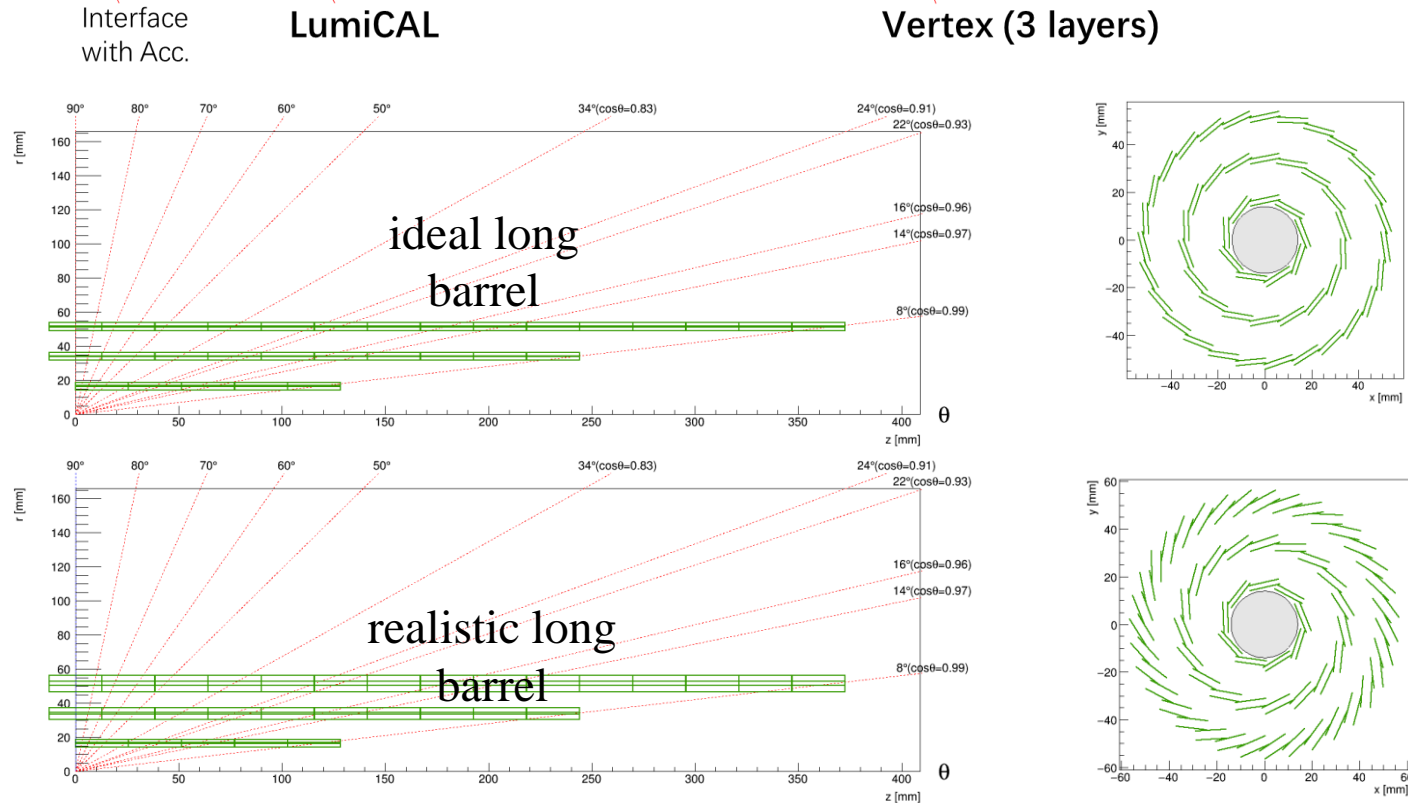 Interface
with Acc.
LumiCAL
Vertex (3 layers)
90° 80° 70° 60° 50° 34°(cosθ=0.83) 24°(cosθ=0.91)
22°(cosθ=0.93)
16°(cosθ=0.96)
14°(cosθ=0.97)
8°(cosθ=0.99)
r [mm]
160
140
120
100
80
60
40
20
0
ideal long
barrel
0 50 100 150 200 250 300 350 400 θ
z [mm]
y [mm]
40
20
0
−20
−40
−40 −20 0 20 40
x [mm]
90° 80° 70° 60° 50° 34°(cosθ=0.83) 24°(cosθ=0.91)
22°(cosθ=0.93)
16°(cosθ=0.96)
14°(cosθ=0.97)
8°(cosθ=0.99)
r [mm]
160
140
120
100
80
60
40
20
0
realistic long
barrel
0 50 100 150 200 250 300 350 400 θ
z [mm]
y [mm]
60
40
20
0
−20
−40
−60
−60 −40 −20 0 20 40 60
x [mm]